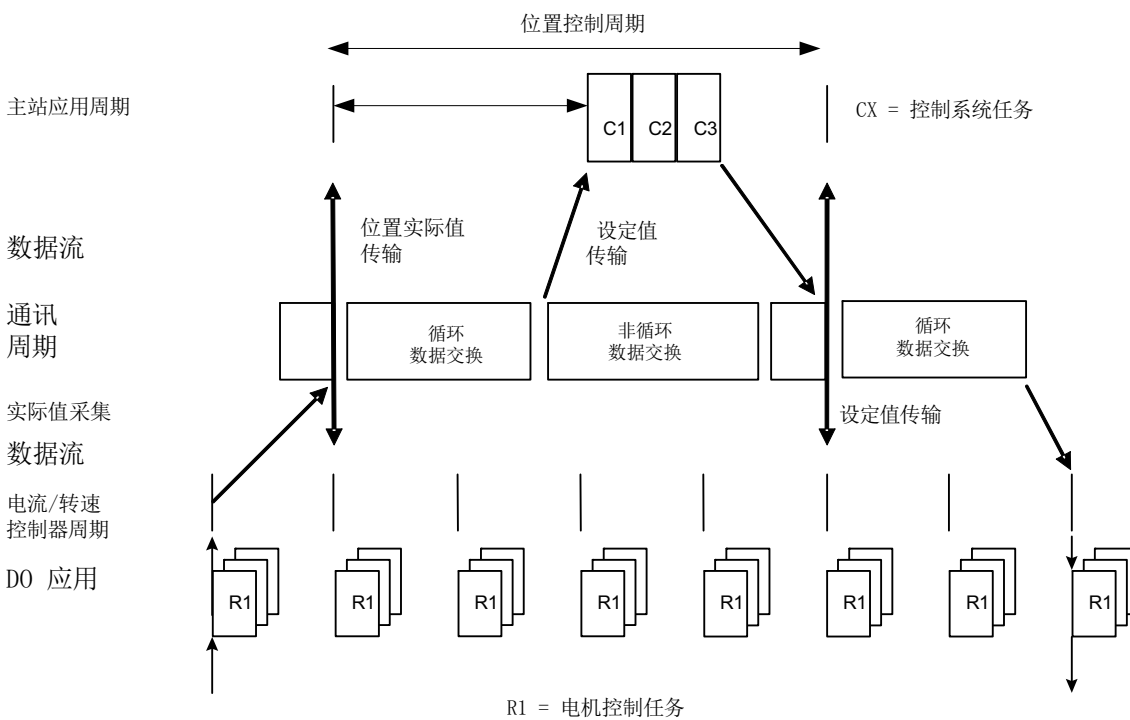 位置控制周期
主站应用周期
C1 C2 C3
CX = 控制系统任务
数据流
位置实际值
传输
设定值
传输
通讯
周期
循环
数据交换
非循环
数据交换
循环
数据交换
实际值采集
设定值传输
数据流
电流/转速
控制器周期
DO 应用
R1 R1 R1 R1 R1 R1 R1 R1
R1 = 电机控制任务